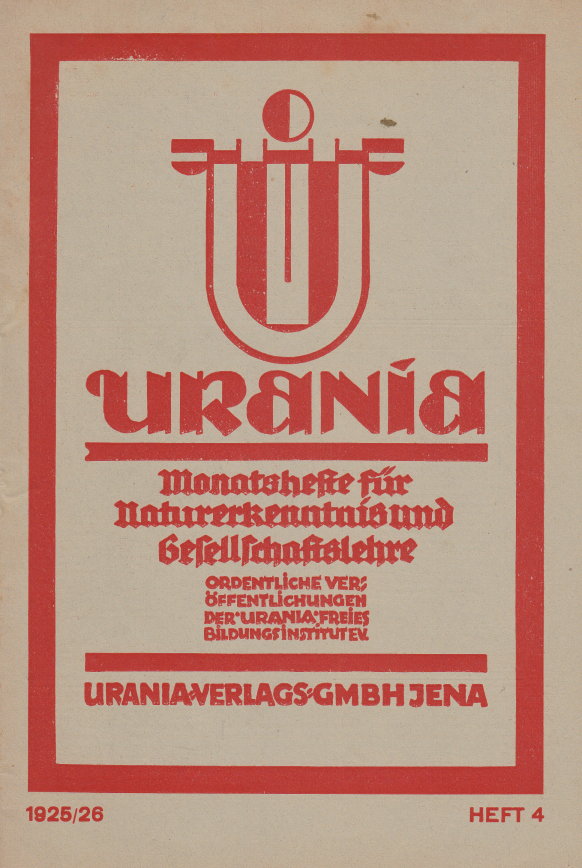 URANIA
Monatshefte für
Naturerkenntnis und
Gesellschaftslehre
ORDENTLICHE VER=
ÖFFENTLICHUNGEN
DER URANIA FREIES
BILDUNGSINSTITUT E.V.
URANIA-VERLAGS-GMBH JENA
1925/26
HEFT 4